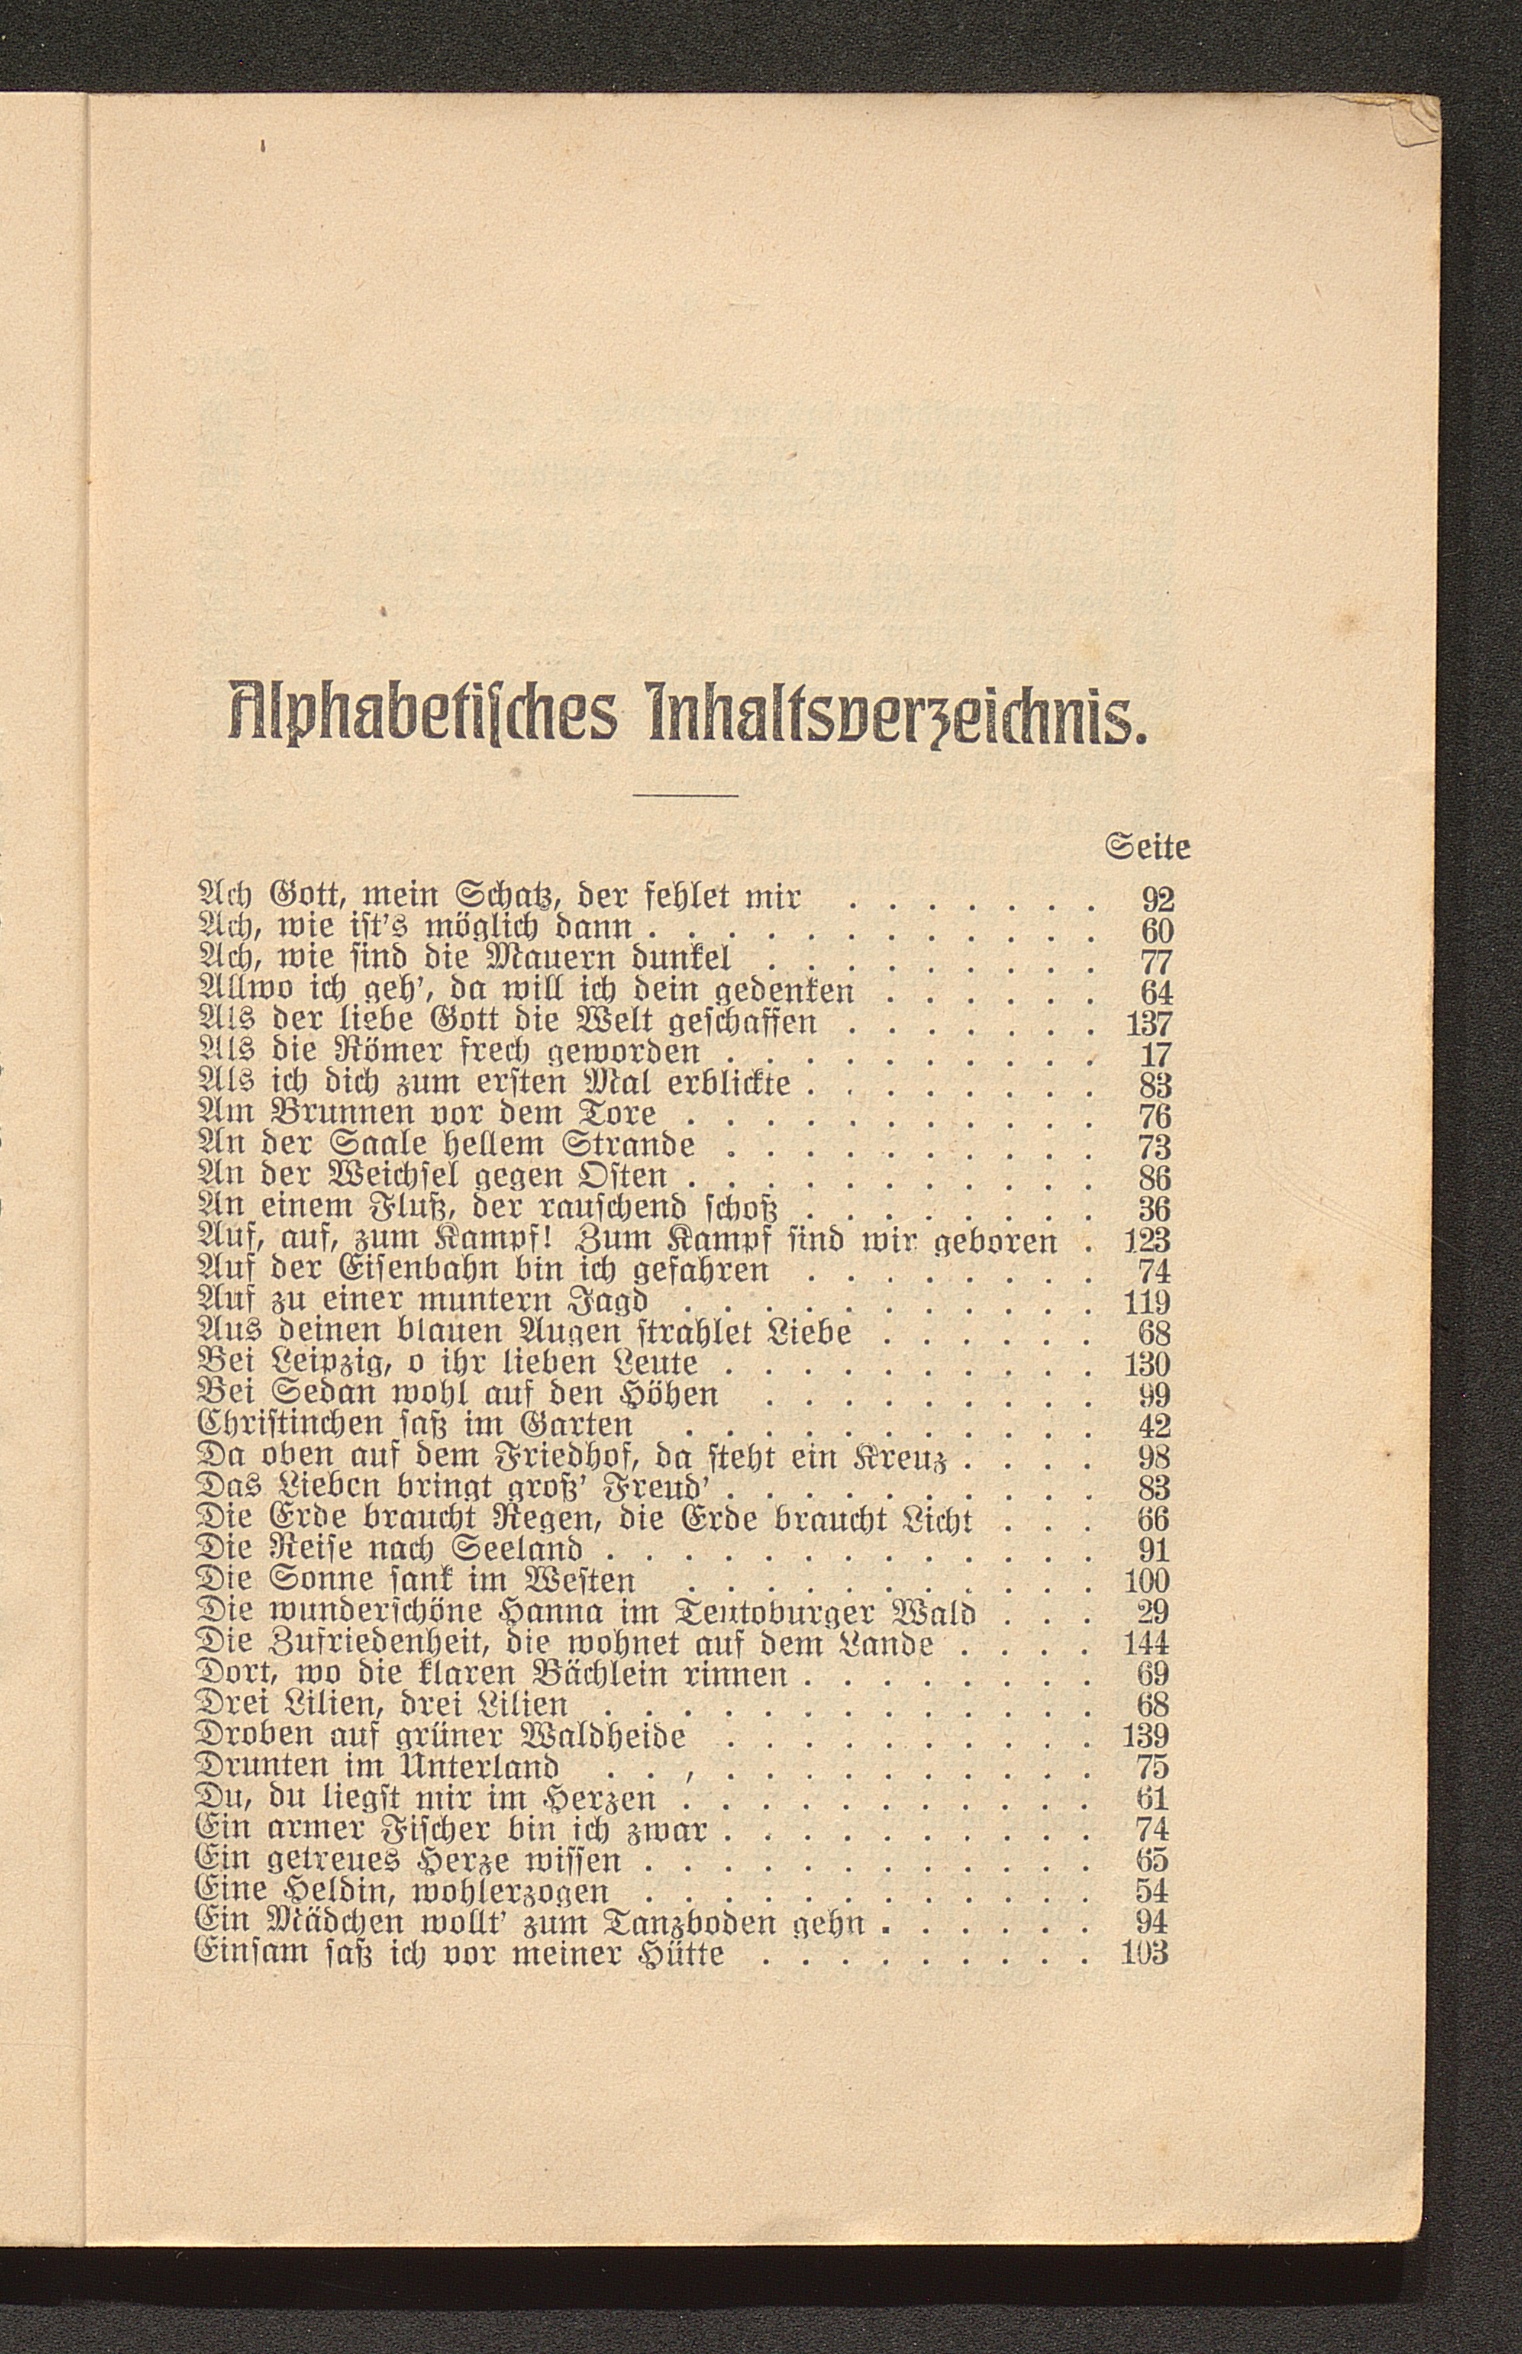 Alphabetisches Inhaltsverzeichnis.
Seite
Ach Gott, mein Schatz, der fehlet mir . . . . . . . 92
Ach, wie ist's möglich dann . . . . . . . . . . . . 60
Ach, wie sind die Mauern dunkel . . . . . . . . . 77
Allwo ich geh', da will ich dein gedenken . . . . . . 64
Als der liebe Gott die Welt geschaffen . . . . . . . 137
Als die Römer frech geworden . . . . . . . . . . 17
Als ich dich zum ersten Mal erblickte . . . . . . . . 83
Am Brunnen vor dem Tore . . . . . . . . . . . 76
An der Saale hellem Strande . . . . . . . . . . 73
An der Weichsel gegen Osten . . . . . . . . . . . 86
An einem Fluß, der rauschend schoß . . . . . . . . 36
Auf, auf, zum Kampf! Zum Kampf sind wir geboren . 123
Auf der Eisenbahn bin ich gefahren . . . . . . . . 74
Auf zu einer muntern Jagd . . . . . . . . . . . 119
Aus deinen blauen Augen strahlet Liebe . . . . . . 68
Bei Leipzig, o ihr lieben Leute . . . . . . . . . . 130
Bei Sedan wohl auf den Höhen . . . . . . . . . 99
Christinchen saß im Garten . . . . . . . . . . . 42
Da oben auf dem Friedhof, da steht ein Kreuz . . . . 98
Das Lieben bringt groß' Freud' . . . . . . . . . . 83
Die Erde braucht Regen, die Erde braucht Licht . . . 66
Die Reise nach Seeland . . . . . . . . . . . . . 91
Die Sonne sank im Westen . . . . . . . . . . . 100
Die wunderschöne Hanna im Teutoburger Wald . . . 29
Die Zufriedenheit, die wohnet auf dem Lande . . . . 144
Dort, wo die klaren Bächlein rinnen . . . . . . . . 69
Drei Lilien, drei Lilien . . . . . . . . . . . . . 68
Droben auf grüner Waldheide . . . . . . . . . . 139
Drunten im Unterland . . , . . . . . . . . . . 75
Du, du liegst mir im Herzen . . . . . . . . . . . 61
Ein armer Fischer bin ich zwar . . . . . . . . . . 74
Ein getreues Herze wissen . . . . . . . . . . . . 65
Eine Heldin, wohlerzogen . . . . . . . . . . . . 54
Ein Mädchen wollt' zum Tanzboden gehn . . . . . . 94
Einsam saß ich vor meiner Hütte . . . . . . . . . 103